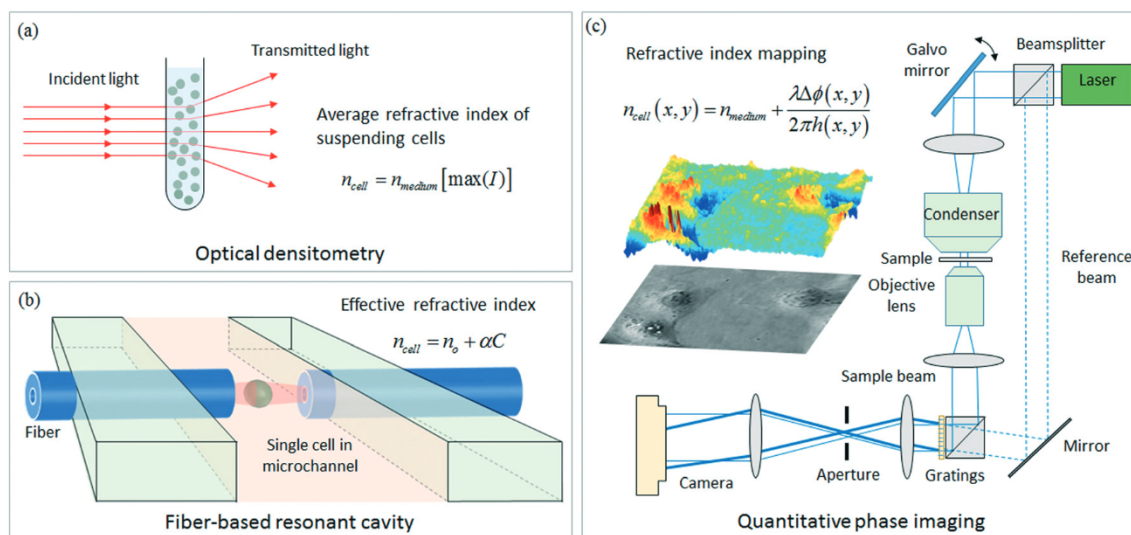 (a)
Incident light
Transmitted light
Average refractive index of
suspending cells
n_cell = n_medium [max(I)]
Optical densitometry
(b)
Effective refractive index
n_cell = n_o + αC
Fiber
Single cell in
microchannel
Fiber-based resonant cavity
(c)
Refractive index mapping
n_cell (x, y) = n_medium + λΔϕ(x, y) / 2πh(x, y)
Galvo
mirror
Beamsplitter
Laser
Condenser
Sample
Objective
lens
Reference
beam
Sample beam
Camera
Aperture
Gratings
Mirror
Quantitative phase imaging